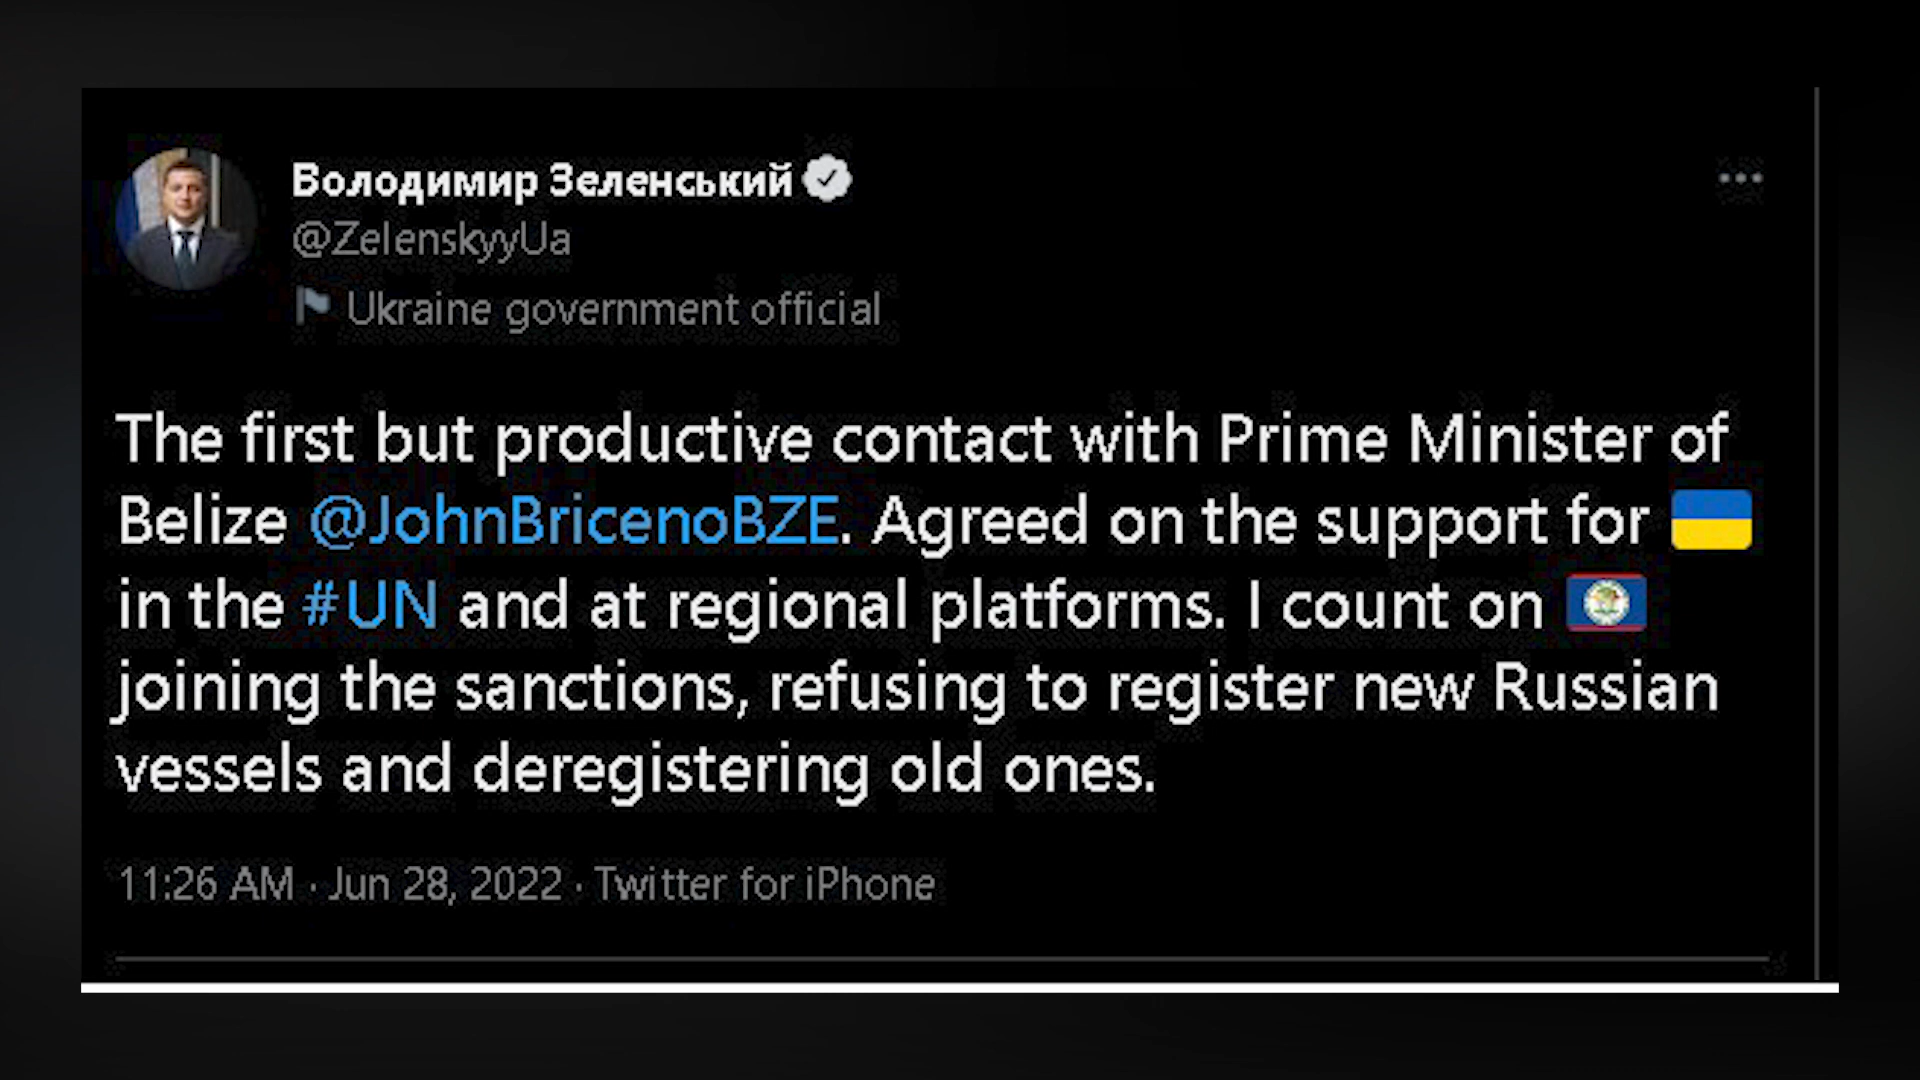 Володимир Зеленський
@ZelenskyyUa
Ukraine government official
The first but productive contact with Prime Minister of
Belize @JohnBricenoBZE. Agreed on the support for 🇺🇦
in the #UN and at regional platforms. I count on 🇧🇿
joining the sanctions, refusing to register new Russian
vessels and deregistering old ones.
11:26 AM · Jun 28, 2022 · Twitter for iPhone